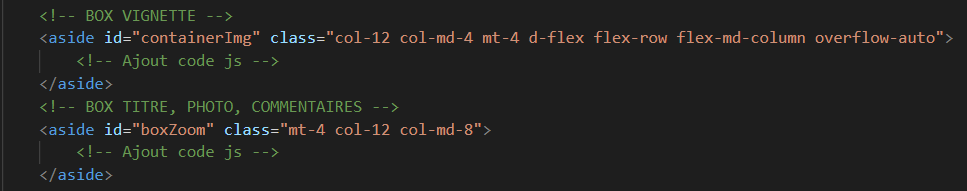 <!-- BOX VIGNETTE -->
<aside id="containerImg" class="col-12 col-md-4 mt-4 d-flex flex-row flex-md-column overflow-auto">
<!-- Ajout code js -->
</aside>
<!-- BOX TITRE, PHOTO, COMMENTAIRES -->
<aside id="boxZoom" class="mt-4 col-12 col-md-8">
<!-- Ajout code js -->
</aside>